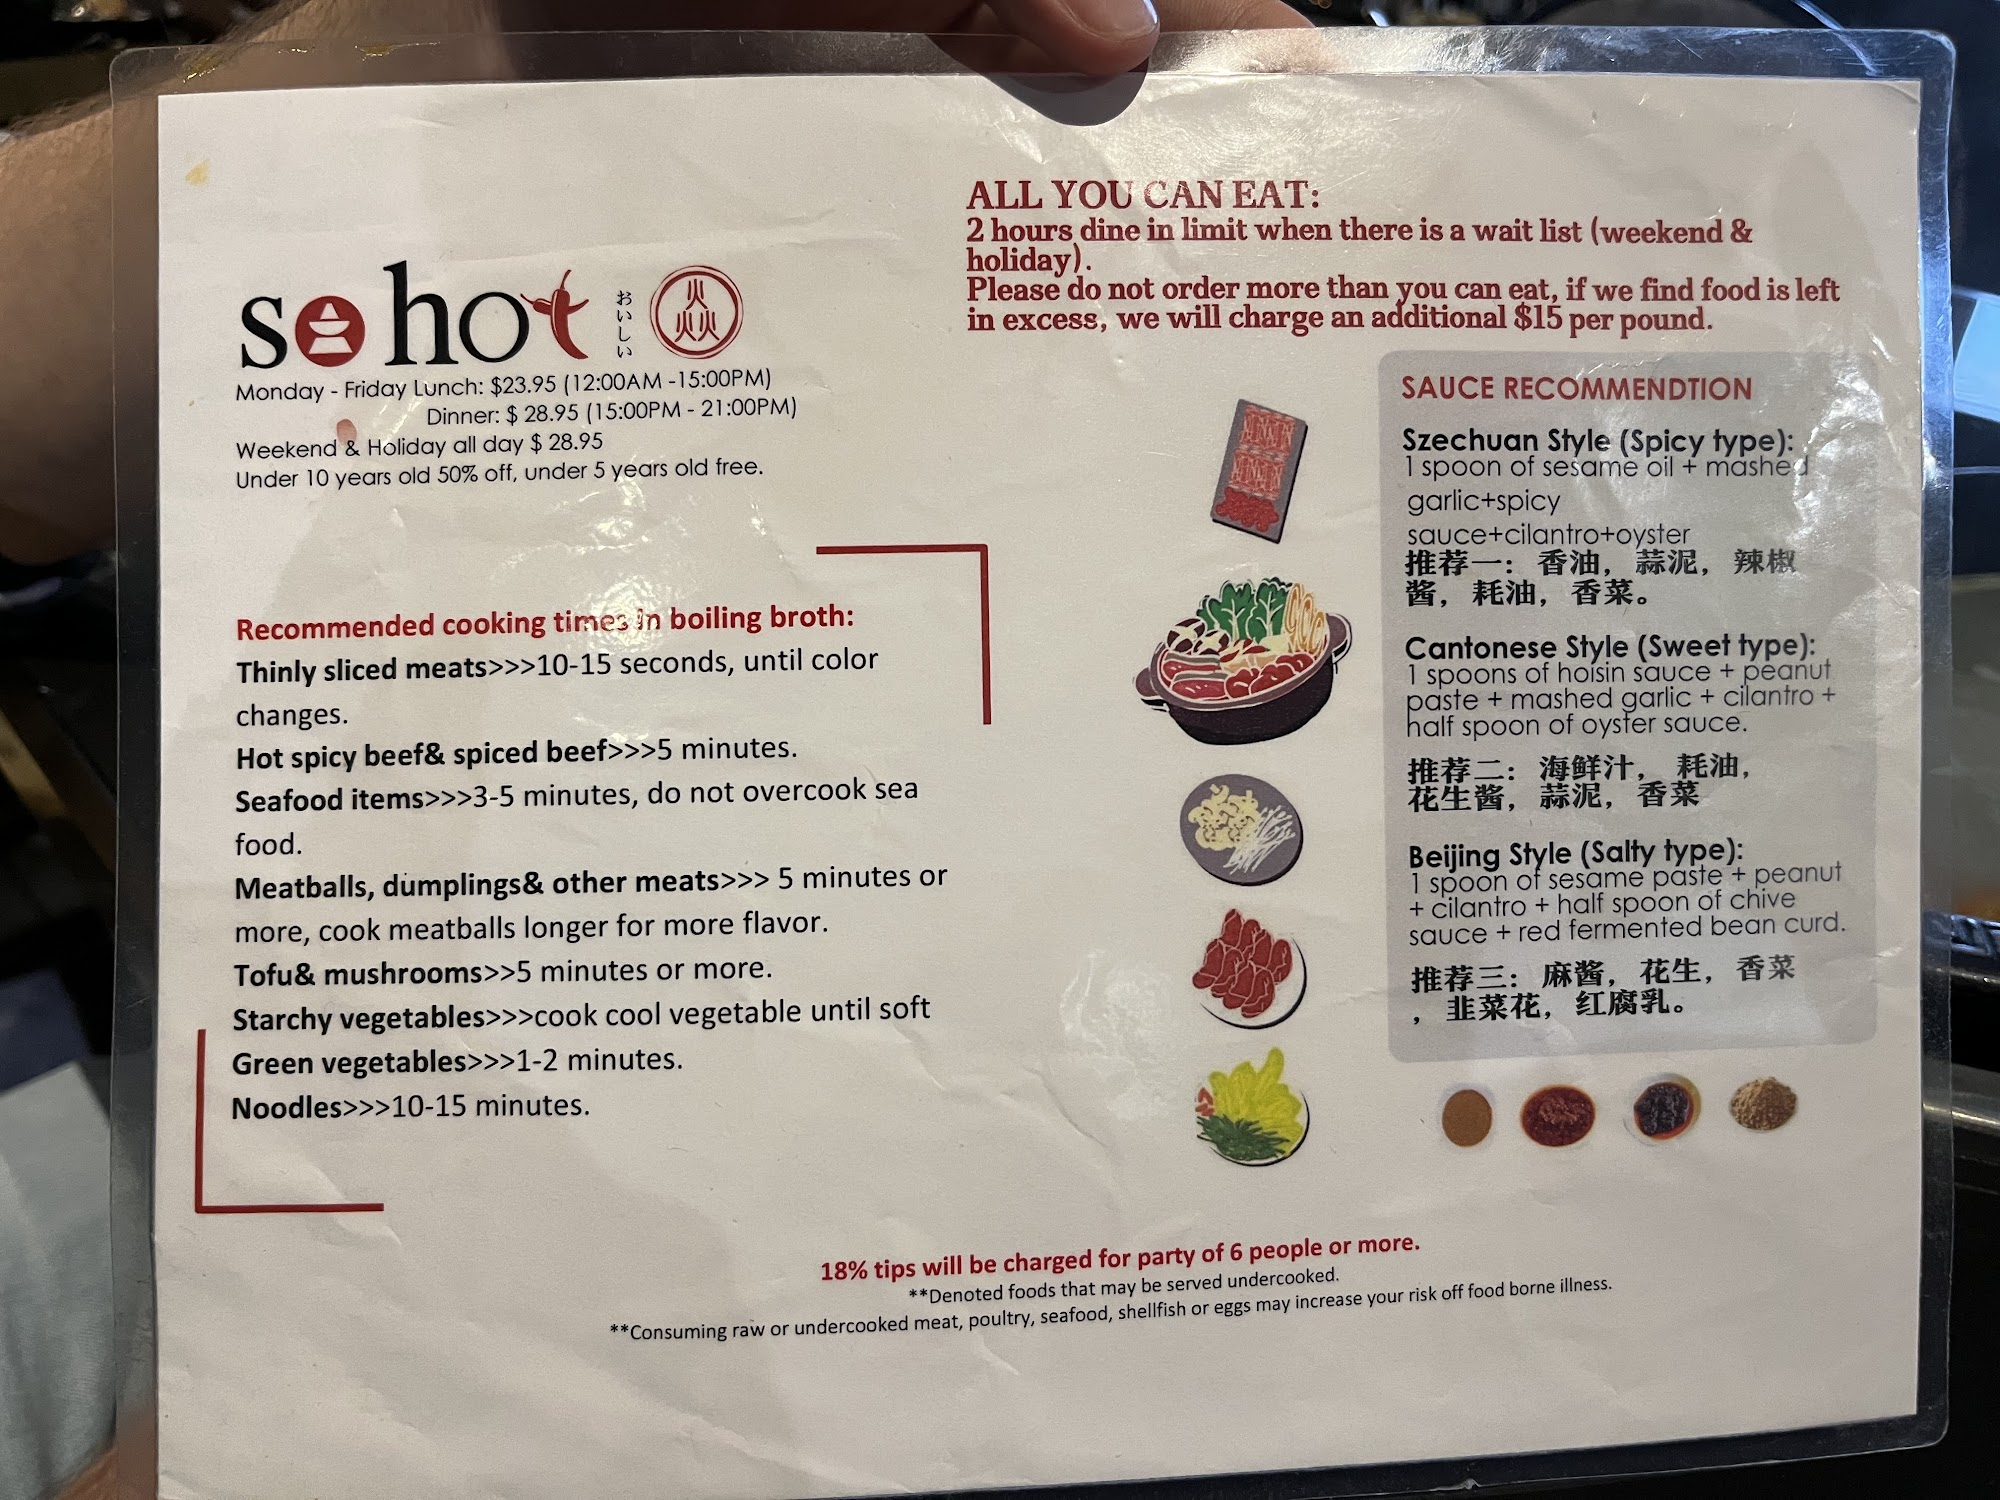 so hot
おいしい
火
火火
Monday - Friday Lunch: $23.95 (12:00AM -15:00PM)
Dinner: $ 28.95 (15:00PM - 21:00PM)
Weekend & Holiday all day $ 28.95
Under 10 years old 50% off, under 5 years old free.
Recommended cooking times in boiling broth:
Thinly sliced meats>>>10-15 seconds, until color
changes.
Hot spicy beef& spiced beef>>>5 minutes.
Seafood items>>>3-5 minutes, do not overcook sea
food.
Meatballs, dumplings& other meats>>> 5 minutes or
more, cook meatballs longer for more flavor.
Tofu& mushrooms>>5 minutes or more.
Starchy vegetables>>>cook cool vegetable until soft
Green vegetables>>>1-2 minutes.
Noodles>>>10-15 minutes.
ALL YOU CAN EAT:
2 hours dine in limit when there is a wait list (weekend &
holiday).
Please do not order more than you can eat, if we find food is left
in excess, we will charge an additional $15 per pound.
SAUCE RECOMMENDTION
Szechuan Style (Spicy type):
1 spoon of sesame oil + mashed
garlic+spicy
sauce+cilantro+oyster
推荐一： 香油， 蒜泥， 辣椒
酱， 耗油， 香菜。
Cantonese Style (Sweet type):
1 spoons of hoisin sauce + peanut
paste + mashed garlic + cilantro +
half spoon of oyster sauce.
推荐二： 海鲜汁， 耗油，
花生酱， 蒜泥， 香菜
Beijing Style (Salty type):
1 spoon of sesame paste + peanut
+ cilantro + half spoon of chive
sauce + red fermented bean curd.
推荐三： 麻酱， 花生， 香菜
， 韭菜花， 红腐乳。
18% tips will be charged for party of 6 people or more.
**Denoted foods that may be served undercooked.
**Consuming raw or undercooked meat, poultry, seafood, shellfish or eggs may increase your risk off food borne illness.